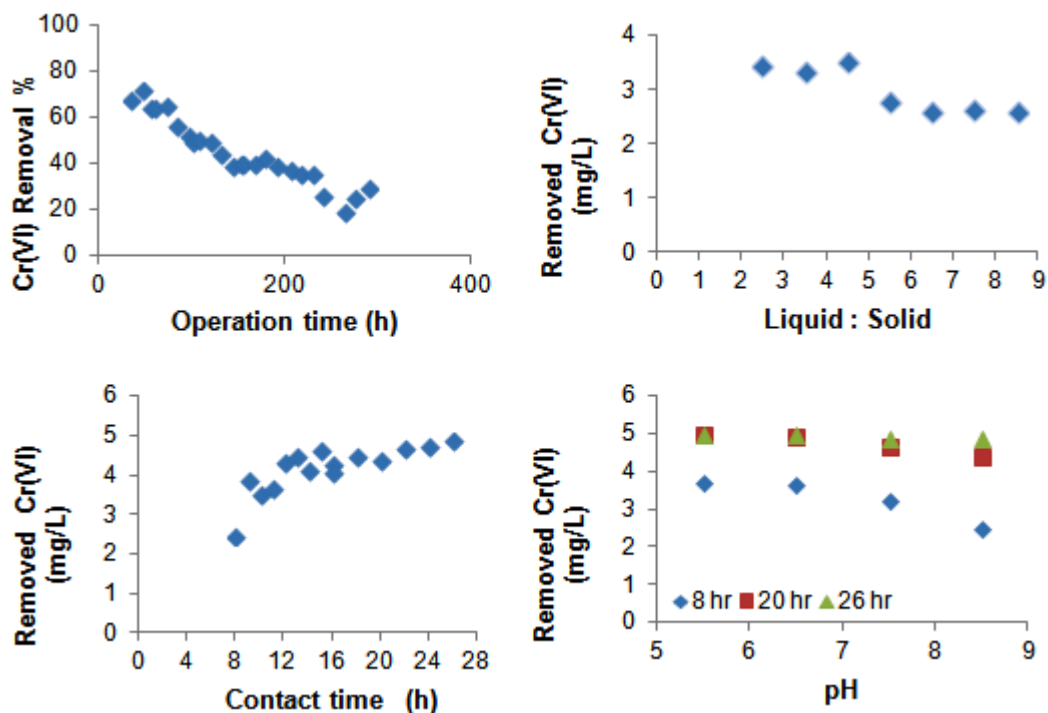 Cr(VI) Removal %
100
80
60
40
20
0
0 200 400
Operation time (h)
Removed Cr(VI)
(mg/L)
4
3
2
1
0
0 1 2 3 4 5 6 7 8 9
Liquid : Solid
Removed Cr(VI)
(mg/L)
6
5
4
3
2
1
0
0 4 8 12 16 20 24 28
Contact time (h)
Removed Cr(VI)
(mg/L)
6
5
4
3
2
1
0
8 hr 20 hr 26 hr
5 6 7 8 9
pH